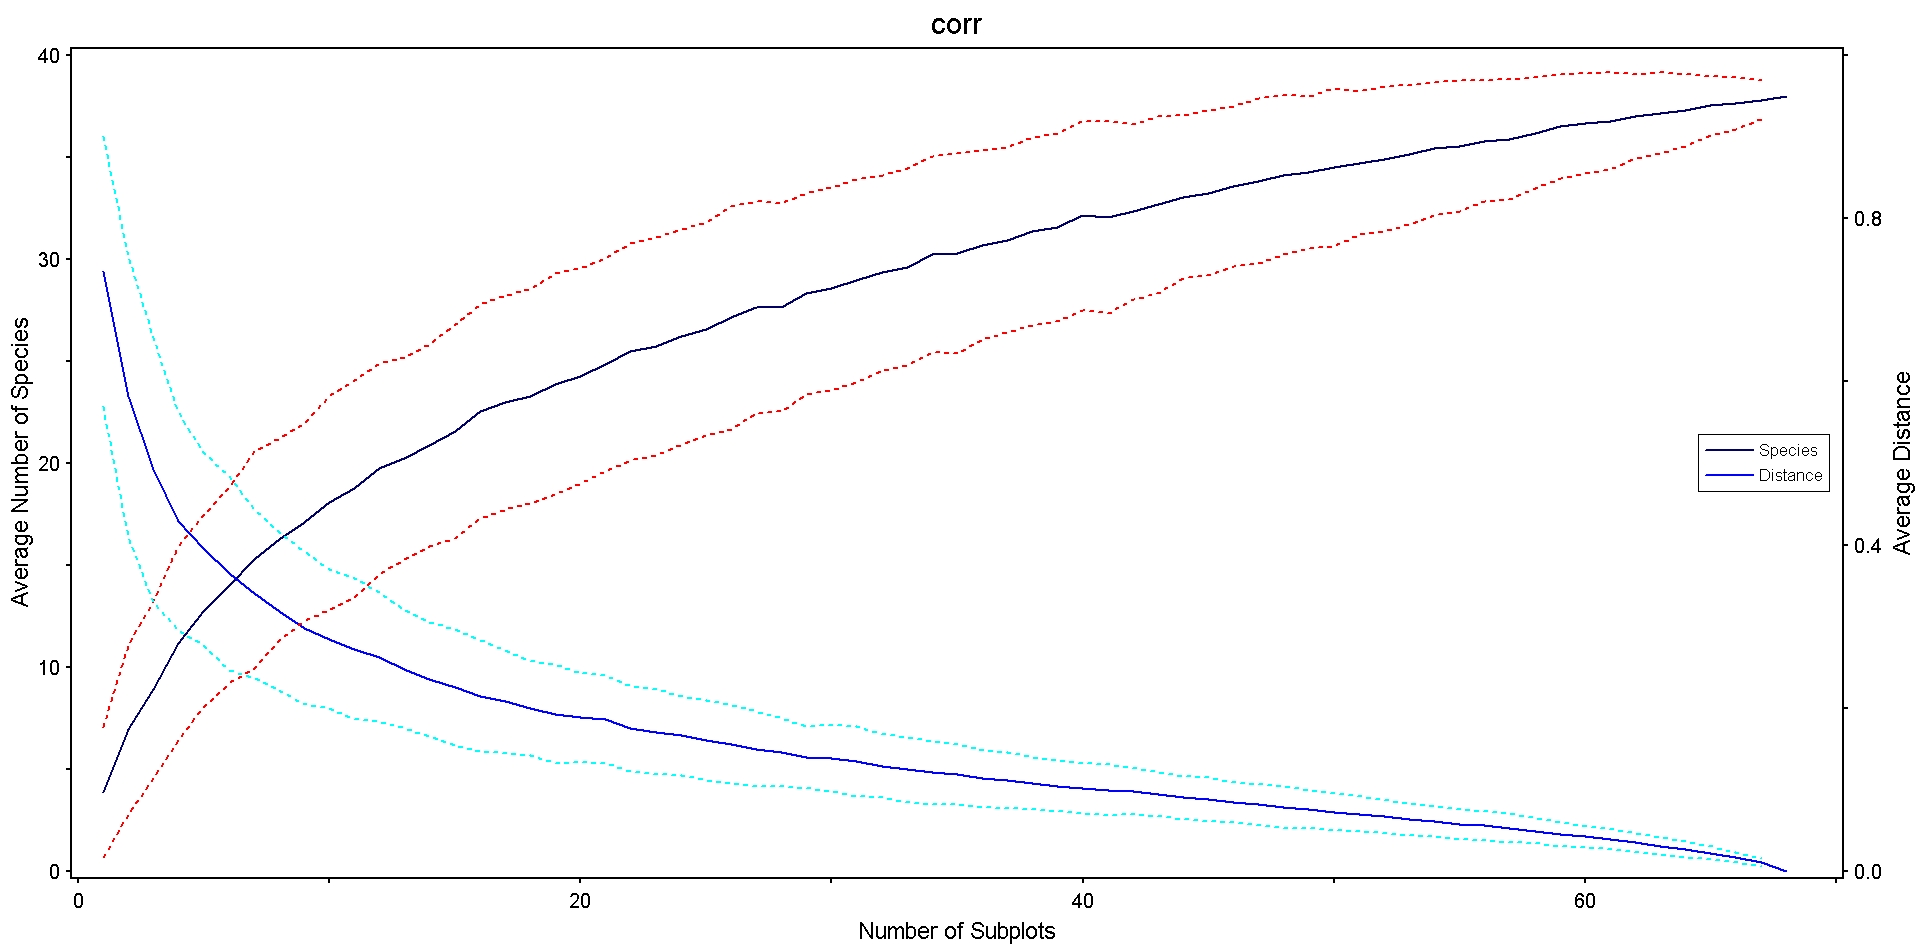 corr
40
30
20
10
0
Average Number of Species
0.8
0.4
0.0
Average Distance
Species
Distance
0 20 40 60
Number of Subplots